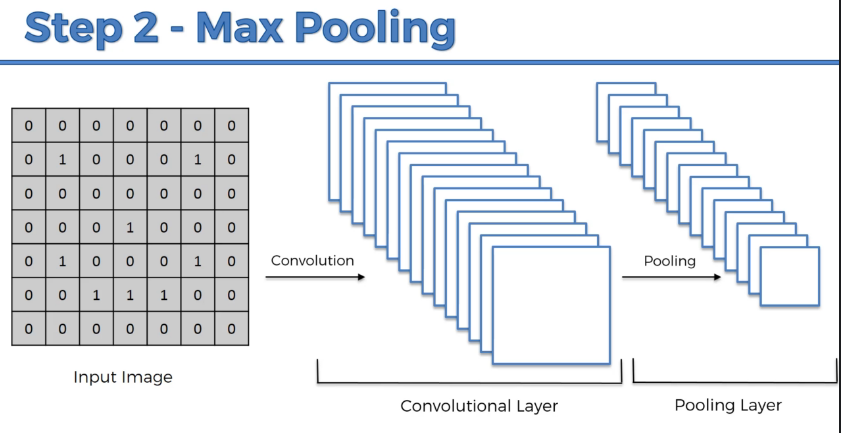 Step 2 - Max Pooling
0 0 0 0 0 0 0
0 1 0 0 0 1 0
0 0 0 0 0 0 0
0 0 0 1 0 0 0
0 1 0 0 0 1 0
0 0 1 1 1 0 0
0 0 0 0 0 0 0
Input Image
Convolution
Convolutional Layer
Pooling
Pooling Layer